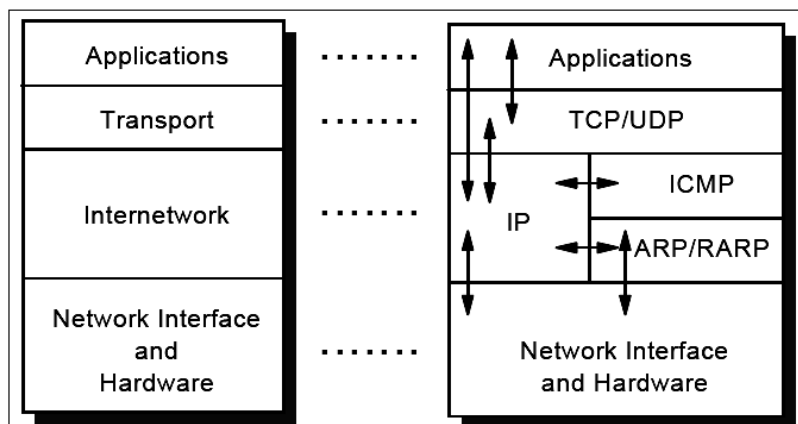 Applications
Transport
Internetwork
Network Interface
and
Hardware
Applications
TCP/UDP
ICMP
IP
ARP/RARP
Network Interface
and Hardware